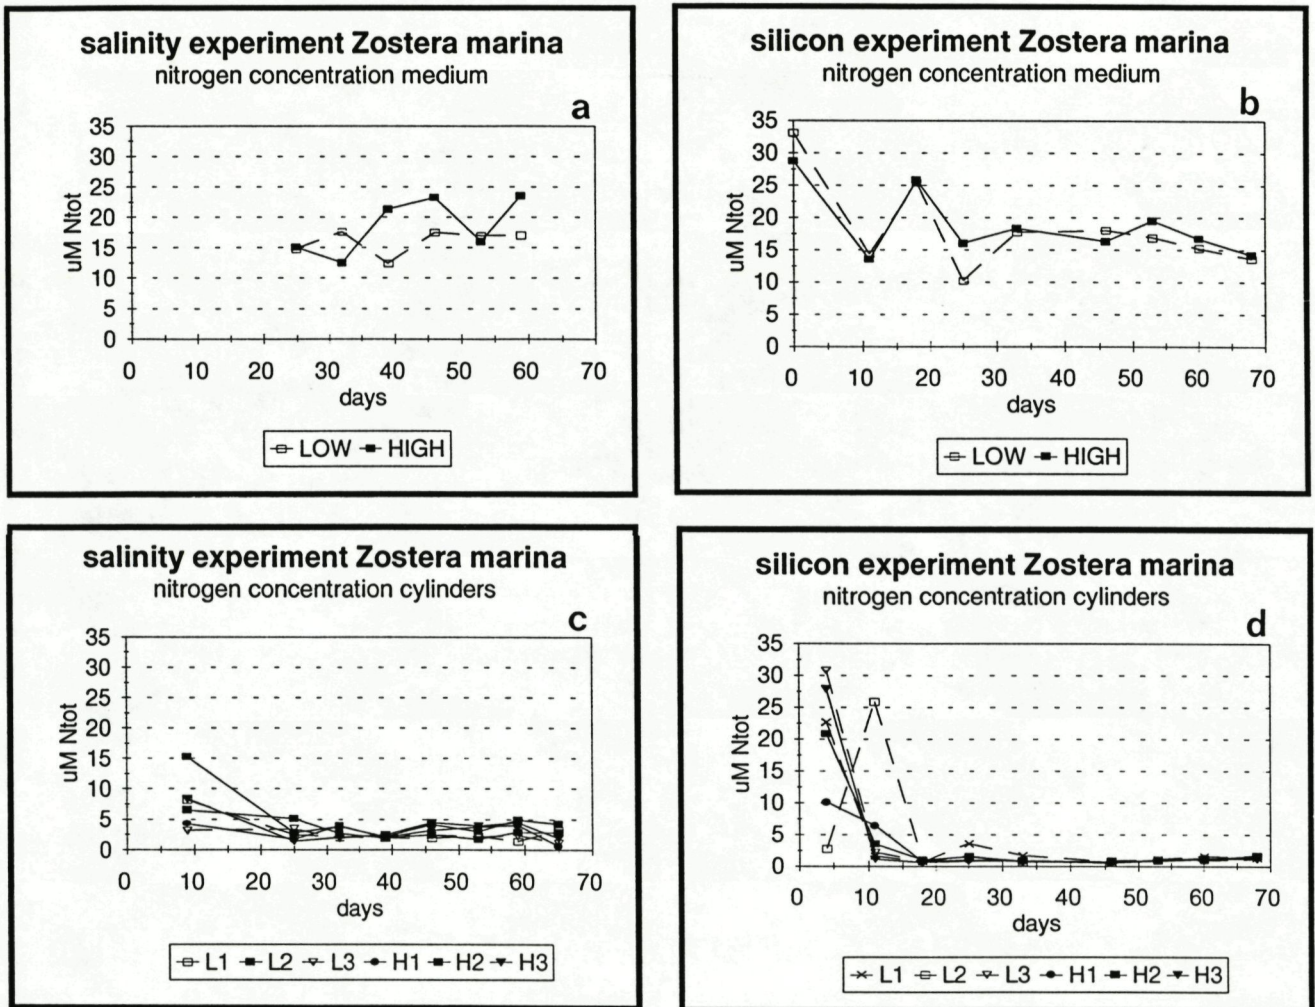 salinity experiment Zostera marina
nitrogen concentration medium
a
35
30
25
20
15
10
5
0
uM Ntot
0 10 20 30 40 50 60 70
days
LOW HIGH
silicon experiment Zostera marina
nitrogen concentration medium
b
35
30
25
20
15
10
5
0
uM Ntot
0 10 20 30 40 50 60 70
days
LOW HIGH
salinity experiment Zostera marina
nitrogen concentration cylinders
c
35
30
25
20
15
10
5
0
uM Ntot
0 10 20 30 40 50 60 70
days
L1 L2 L3 H1 H2 H3
silicon experiment Zostera marina
nitrogen concentration cylinders
d
35
30
25
20
15
10
5
0
uM Ntot
0 10 20 30 40 50 60 70
days
L1 L2 L3 H1 H2 H3